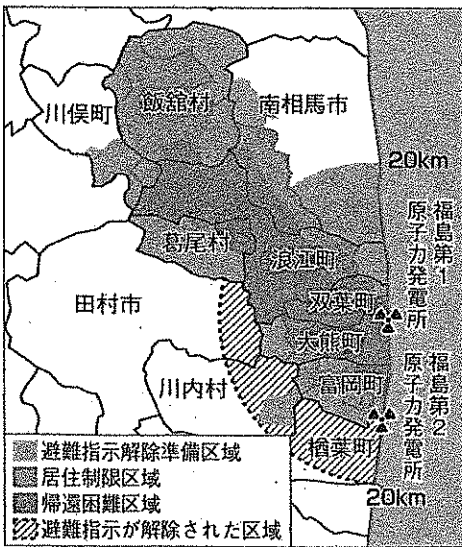 飯舘村
川俣町
南相馬市
20km
福島第1
原子力発電所
葛尾村
浪江町
双葉町
田村市
大熊町
福島第2
原子力発電所
川内村
富岡町
楢葉町
避難指示解除準備区域
居住制限区域
帰還困難区域
避難指示が解除された区域
20km